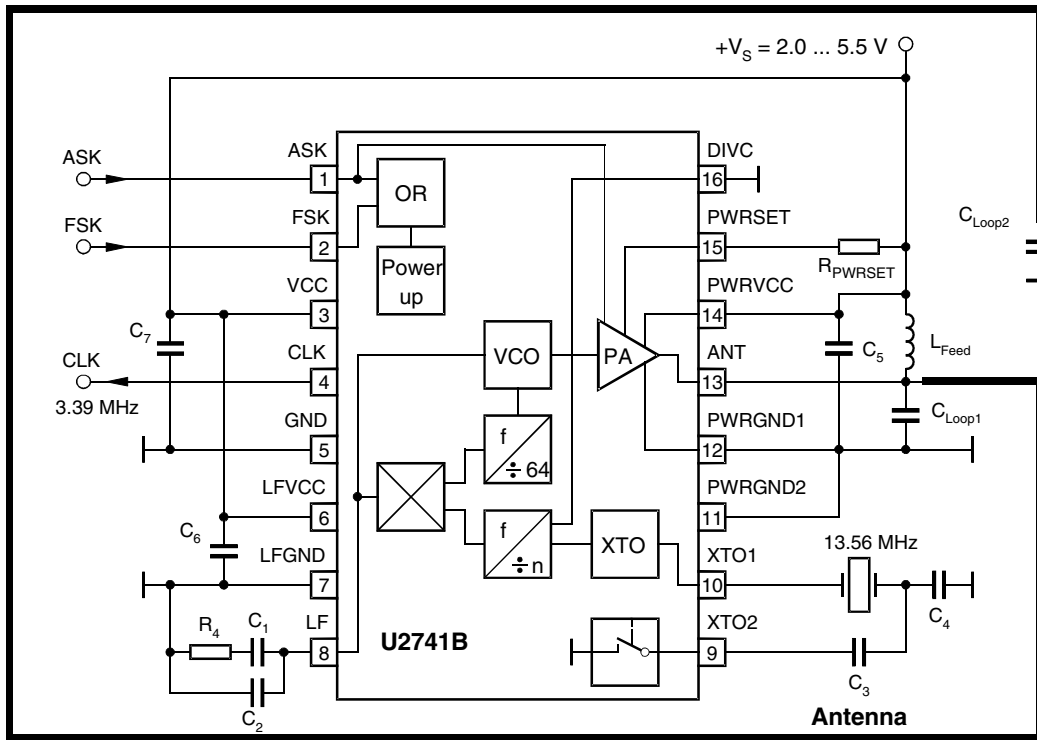 +VS = 2.0 ... 5.5 V
ASK
FSK
CLK
3.39 MHz
ASK
1
FSK
2
VCC
3
CLK
4
GND
5
LFVCC
6
LFGND
7
LF
8
C7
C6
R4
C1
C2
OR
Power
up
VCO
PA
f
÷ 64
f
÷ n
XTO
U2741B
DIVC
16
PWRSET
15
PWRVCC
14
ANT
13
PWRGND1
12
PWRGND2
11
XTO1
10
XTO2
9
RPWRSET
CLoop2
C5
LFeed
CLoop1
13.56 MHz
C4
C3
Antenna